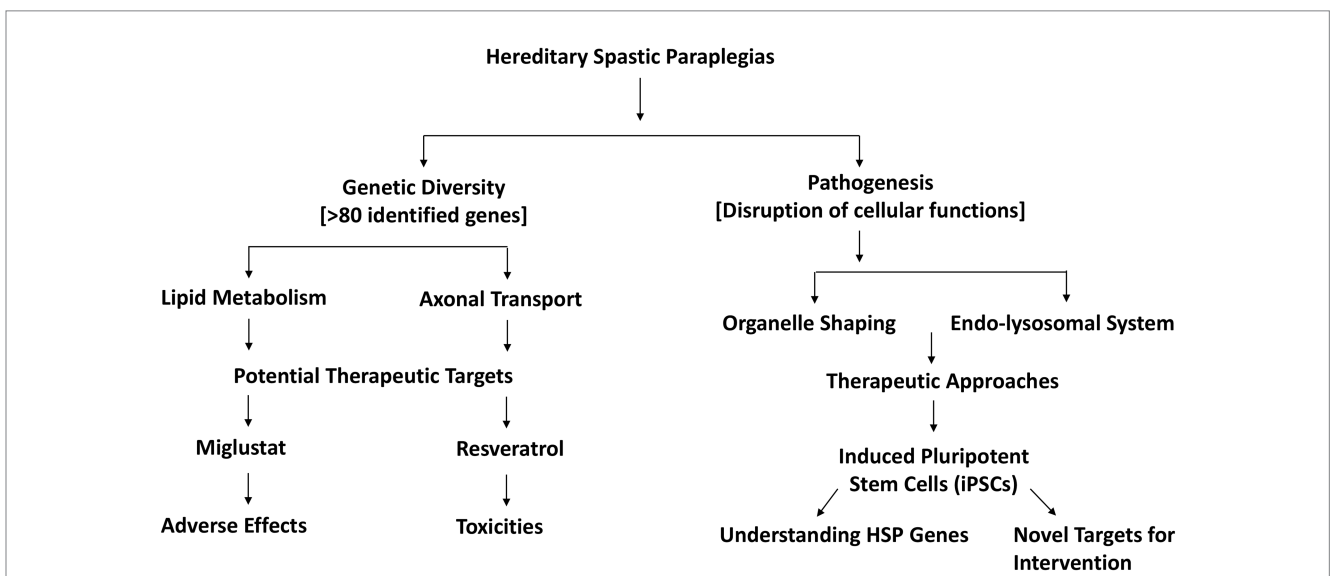 Hereditary Spastic Paraplegias
Genetic Diversity
[>80 identified genes]
Pathogenesis
[Disruption of cellular functions]
Lipid Metabolism
Axonal Transport
Organelle Shaping
Endo-lysosomal System
Potential Therapeutic Targets
Therapeutic Approaches
Miglustat
Resveratrol
Induced Pluripotent
Stem Cells (iPSCs)
Adverse Effects
Toxicities
Understanding HSP Genes
Novel Targets for
Intervention